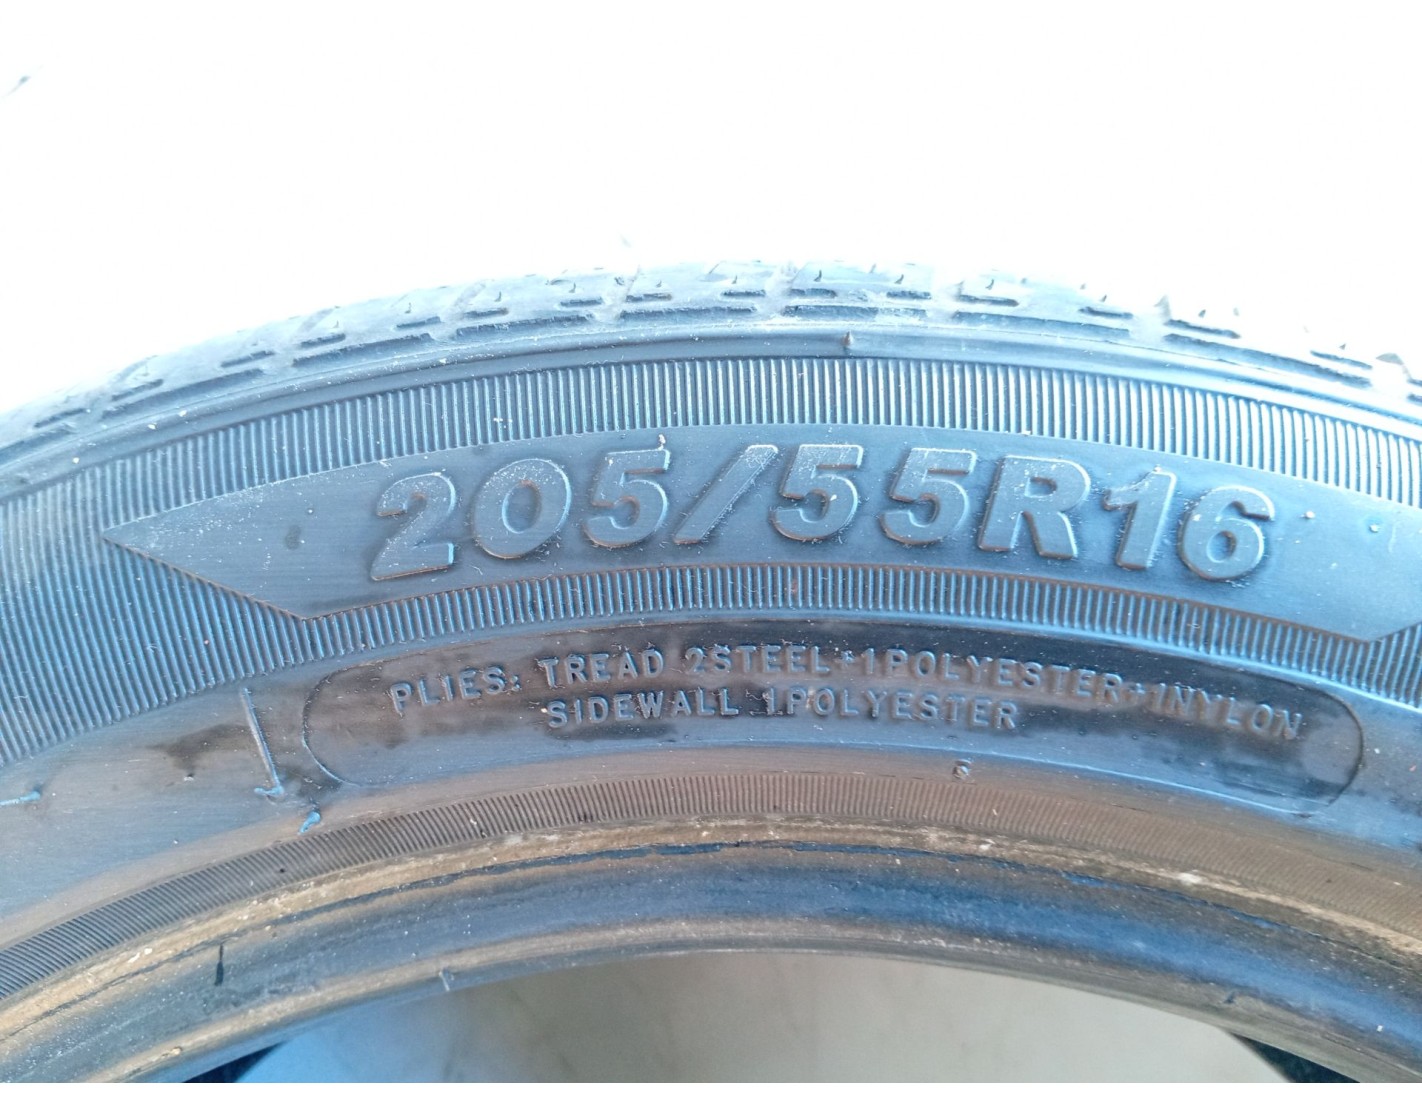 205/55R16
PLIES: TREAD 2STEEL+1POLYESTER+1NYLON
SIDEWALL 1POLYESTER